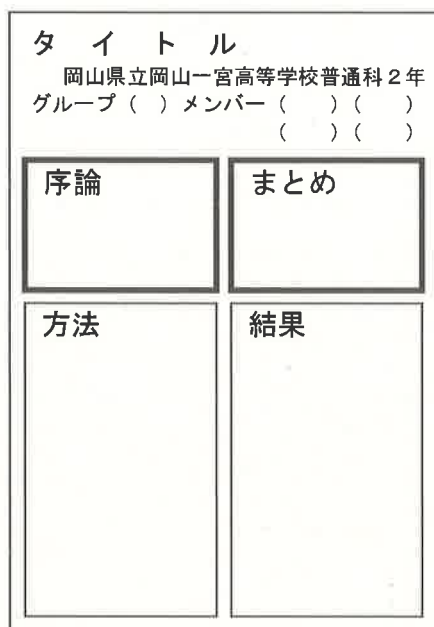 タイトル
岡山県立岡山一宮高等学校普通科2年
グループ（ ）メンバー（　　）（　　）
（　　）（　　）
序論
まとめ
方法
結果